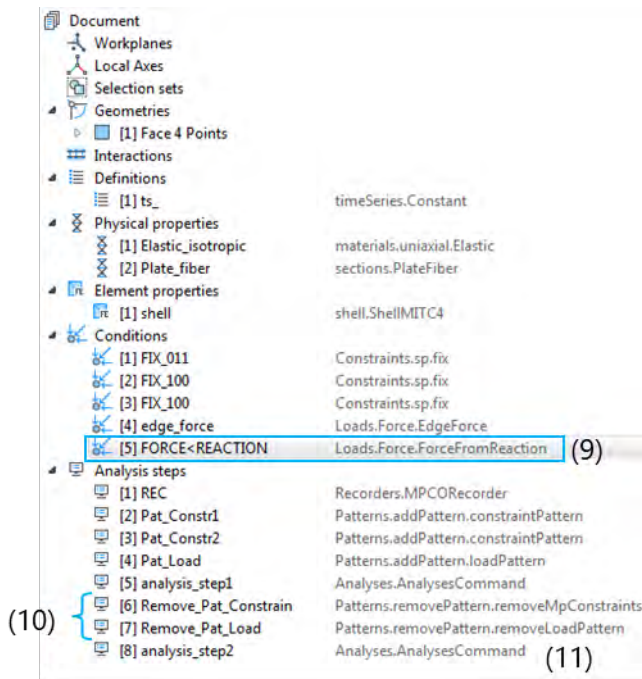 Document
Workplanes
Local Axes
Selection sets
Geometries
[1] Face 4 Points
Interactions
Definitions
[1] ts_ timeSeries.Constant
Physical properties
[1] Elastic_isotropic materials.uniaxial.Elastic
[2] Plate_fiber sections.PlateFiber
Element properties
[1] shell shell.ShellMITC4
Conditions
[1] FIX_011 Constraints.sp.fix
[2] FIX_100 Constraints.sp.fix
[3] FIX_100 Constraints.sp.fix
[4] edge_force Loads.Force.EdgeForce
[5] FORCE<REACTION Loads.Force.ForceFromReaction (9)
Analysis steps
[1] REC Recorders.MPCORecorder
[2] Pat_Constr1 Patterns.addPattern.constraintPattern
[3] Pat_Constr2 Patterns.addPattern.constraintPattern
[4] Pat_Load Patterns.addPattern.loadPattern
[5] analysis_step1 Analyses.AnalysesCommand
[6] Remove_Pat_Constrain Patterns.removePattern.removeMpConstraints
(10)
[7] Remove_Pat_Load Patterns.removePattern.removeLoadPattern
[8] analysis_step2 Analyses.AnalysesCommand (11)